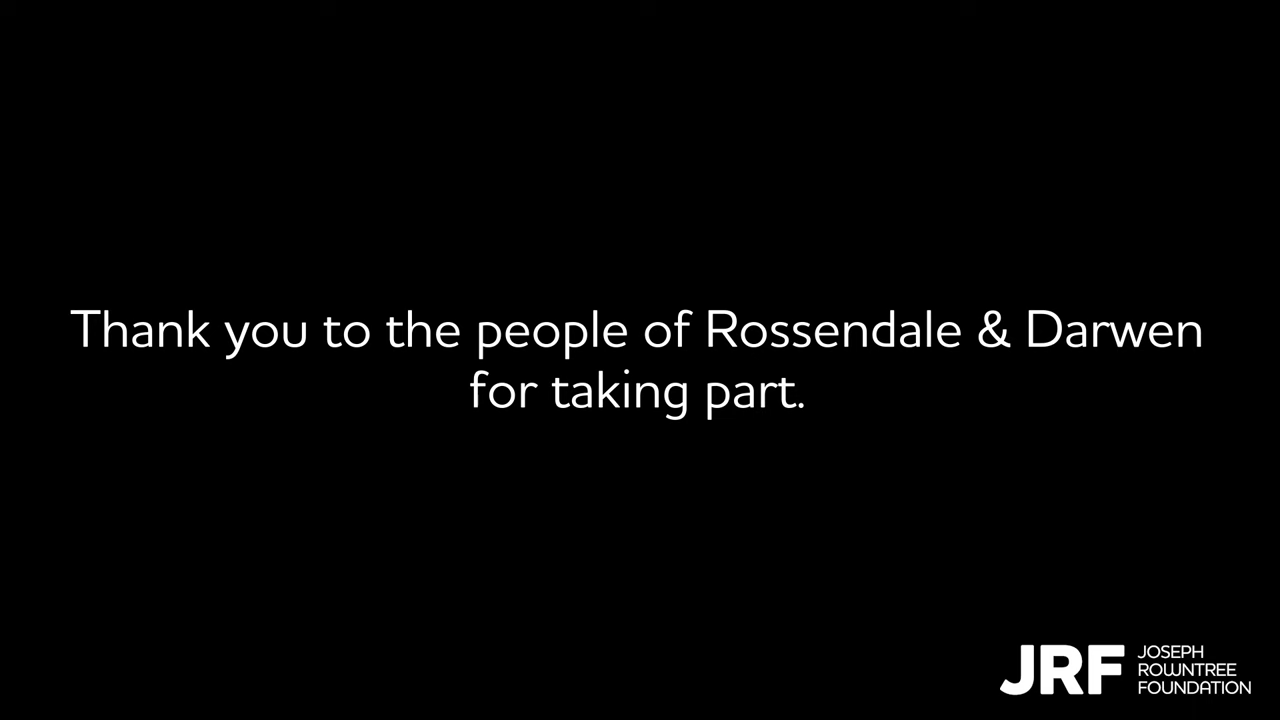 Thank you to the people of Rossendale & Darwen
for taking part.
JRF
JOSEPH
ROWNTREE
FOUNDATION